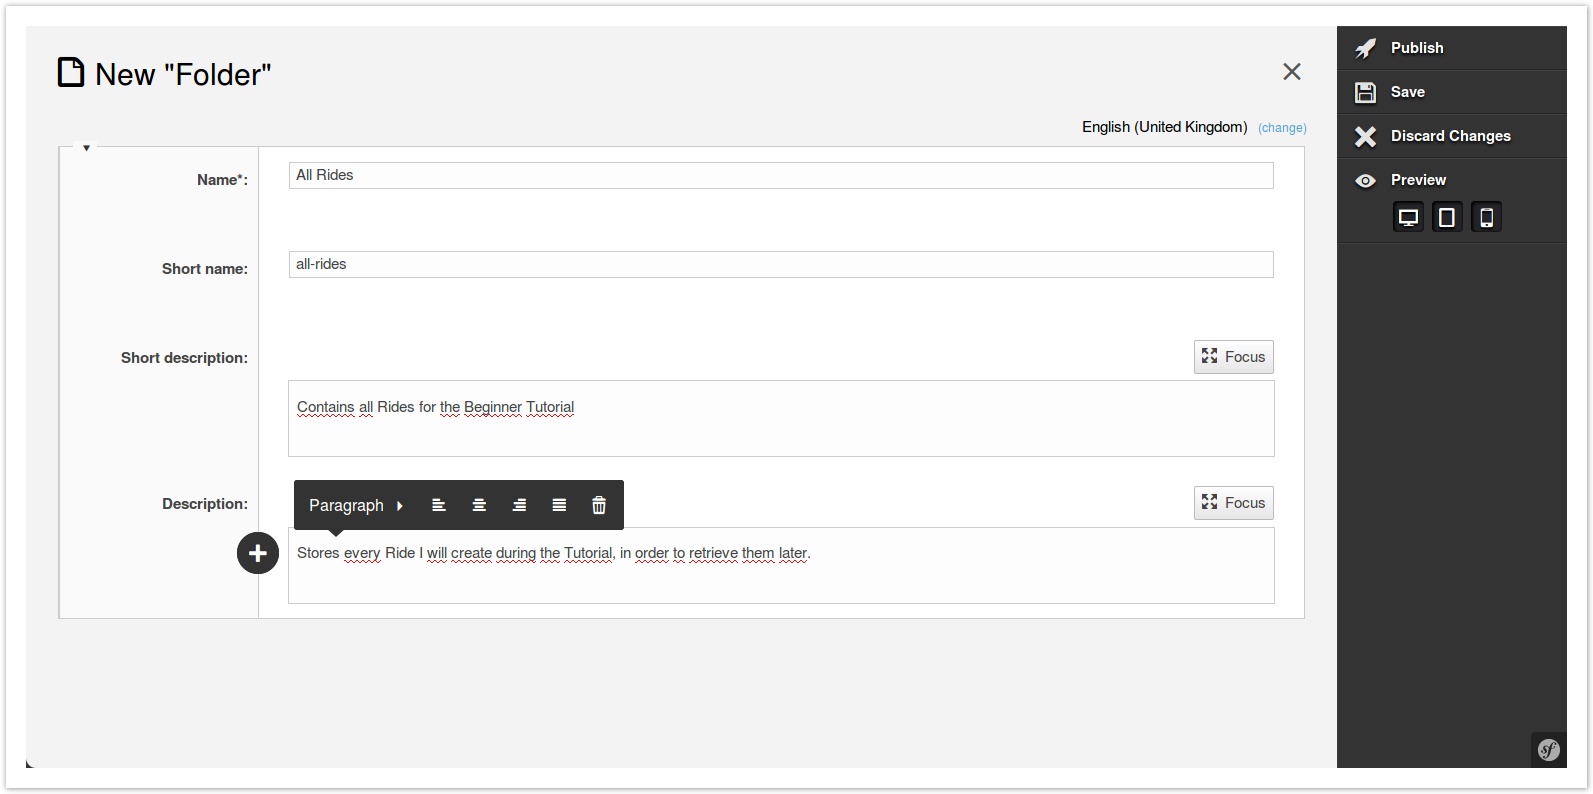 New "Folder"
English (United Kingdom) (change)
Name*:
All Rides
Short name:
all-rides
Short description:
Focus
Contains all Rides for the Beginner Tutorial
Description:
Paragraph
Focus
Stores every Ride I will create during the Tutorial, in order to retrieve them later.
Publish
Save
Discard Changes
Preview
sf